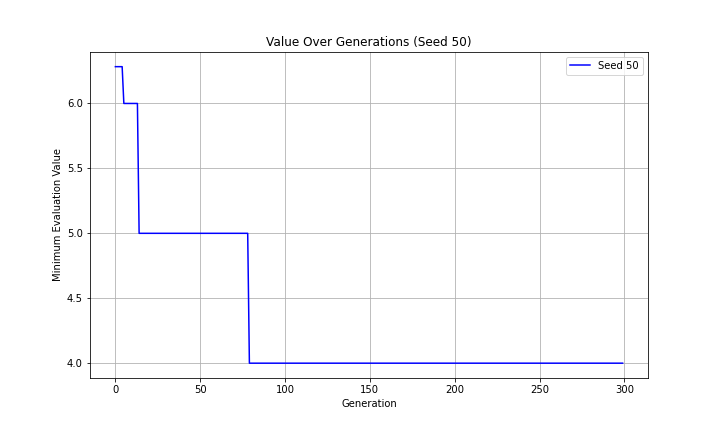 Value Over Generations (Seed 50)
Seed 50
6.0
5.5
5.0
4.5
4.0
Minimum Evaluation Value
0 50 100 150 200 250 300
Generation